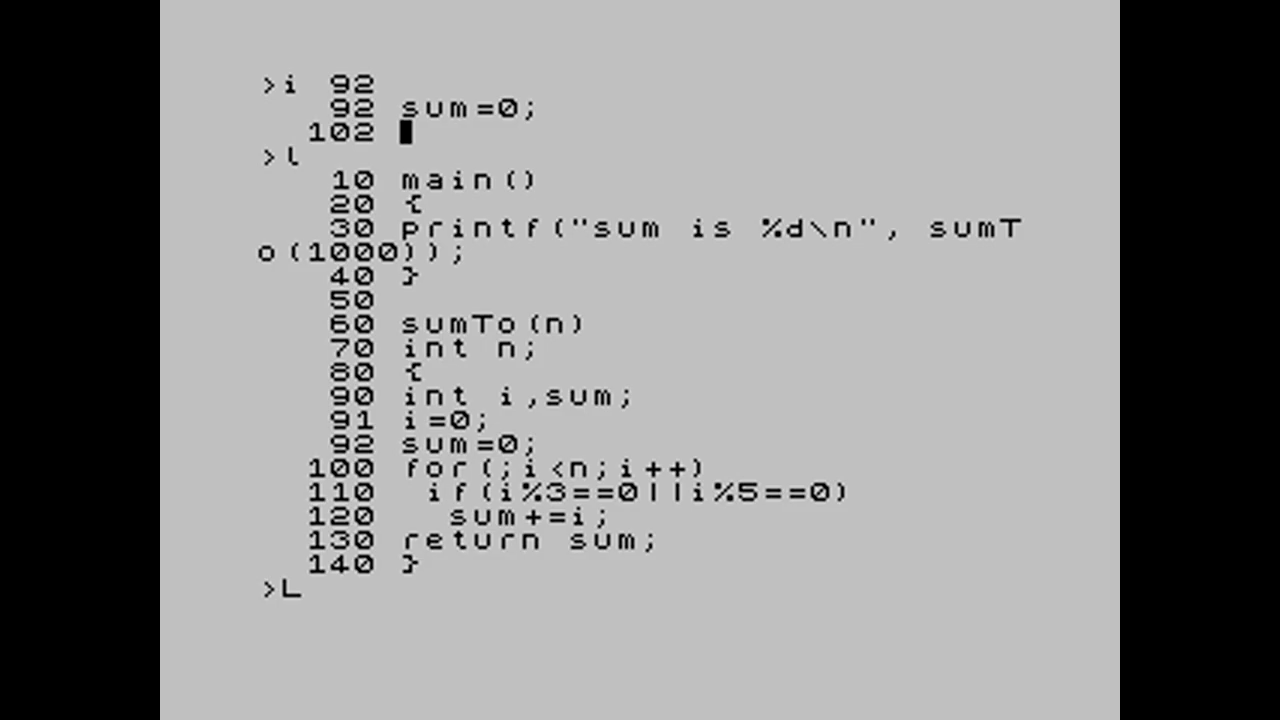 >i 92
92 sum=0;
102
>l
10 main()
20 {
30 printf("sum is %d\n", sumT
o(1000));
40 }
50
60 sumTo(n)
70 int n;
80 {
90 int i,sum;
91 i=0;
92 sum=0;
100 for(;i<n;i++)
110 if(i%3==0||i%5==0)
120 sum+=i;
130 return sum;
140 }
>L